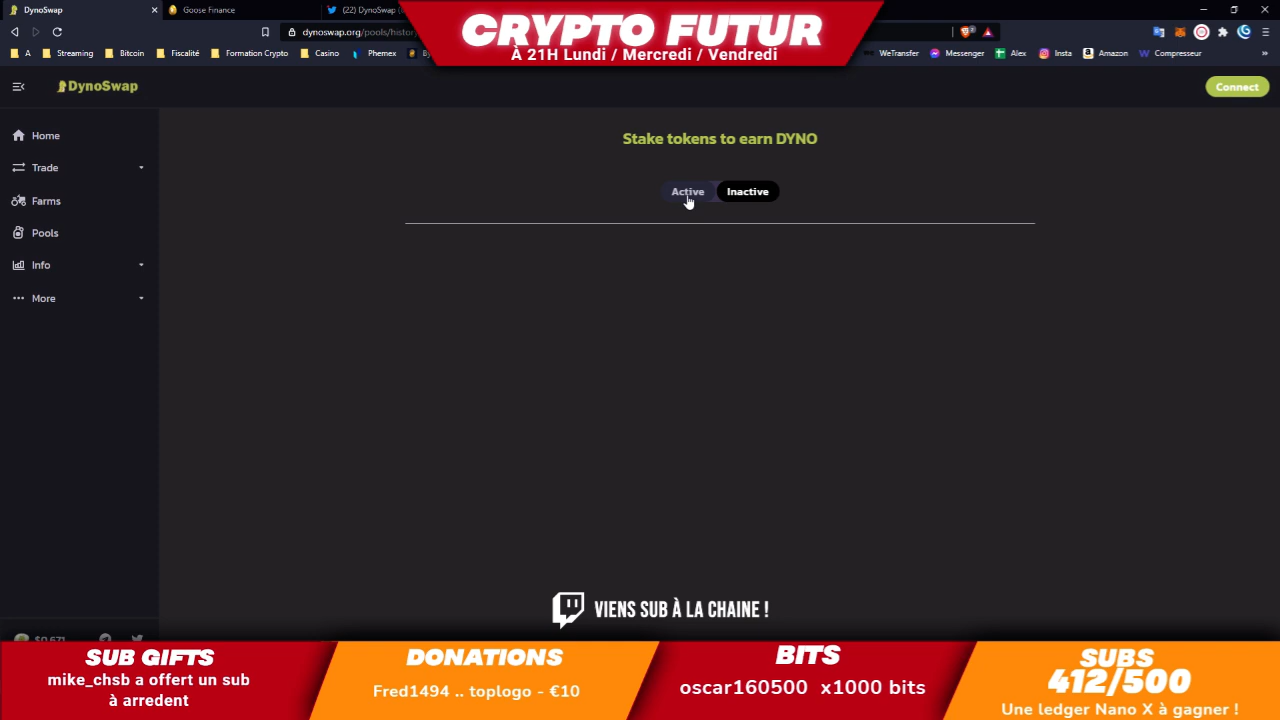 DynoSwap
Goose Finance
(22) DynoSwap
dynoswap.org/pools/history
CRYPTO FUTUR
À 21H Lundi / Mercredi / Vendredi
A
Streaming
Bitcoin
Fiscalité
Formation Crypto
Casino
Phemex
WeTransfer
Messenger
Alex
Insta
Amazon
Compresseur
DynoSwap
Connect
Home
Trade
Farms
Pools
Info
More
Stake tokens to earn DYNO
Active
Inactive
VIENS SUB À LA CHAINE !
$0.671
SUB GIFTS
mike_chsb a offert un sub
à arredent
DONATIONS
Fred1494 .. toplogo - €10
BITS
oscar160500 x1000 bits
SUBS
412/500
Une ledger Nano X à gagner !